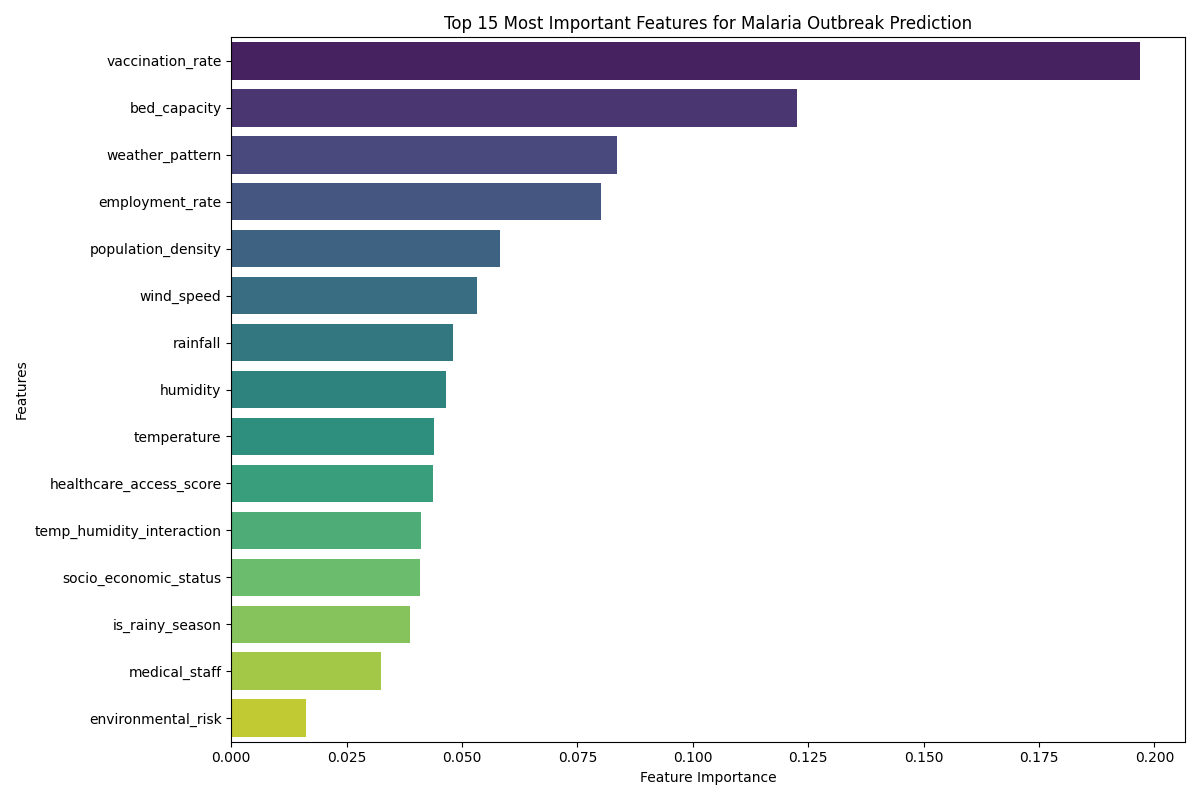 Top 15 Most Important Features for Malaria Outbreak Prediction
Features
vaccination_rate
bed_capacity
weather_pattern
employment_rate
population_density
wind_speed
rainfall
humidity
temperature
healthcare_access_score
temp_humidity_interaction
socio_economic_status
is_rainy_season
medical_staff
environmental_risk
0.000 0.025 0.050 0.075 0.100 0.125 0.150 0.175 0.200
Feature Importance